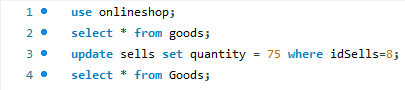 1 use onlineshop;
2 select * from goods;
3 update sells set quantity = 75 where idSells=8;
4 select * from Goods;